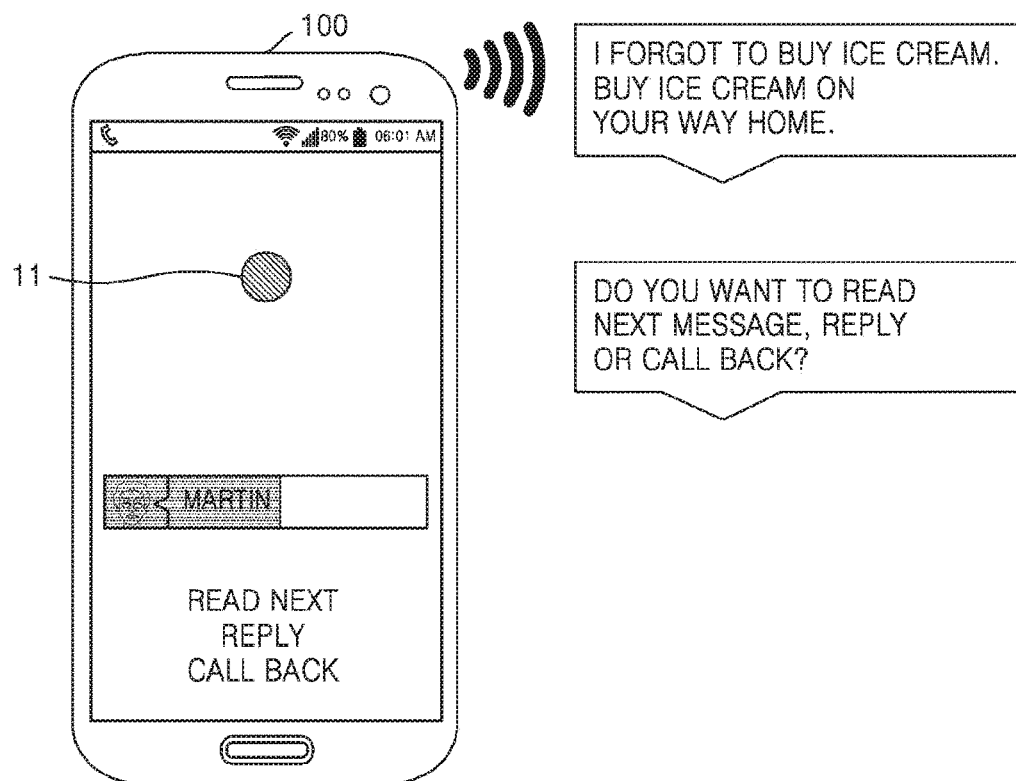 100
I FORGOT TO BUY ICE CREAM.
BUY ICE CREAM ON
YOUR WAY HOME.
80% 06:01 AM
11
DO YOU WANT TO READ
NEXT MESSAGE, REPLY
OR CALL BACK?
MARTIN
READ NEXT
REPLY
CALL BACK